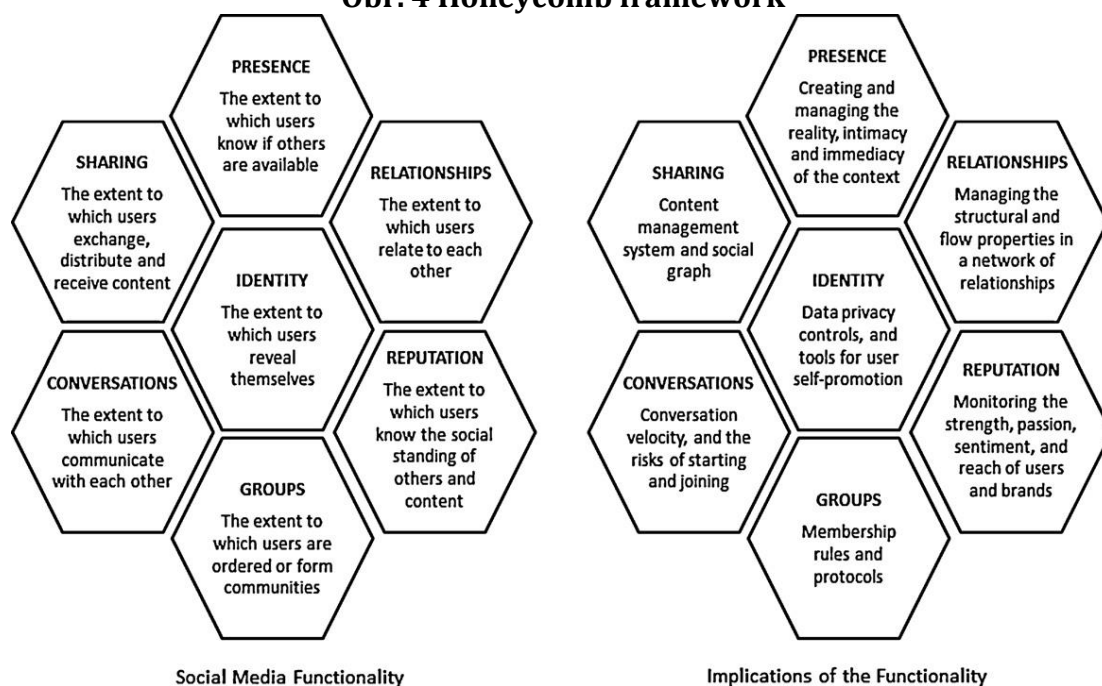 Obr. 4 Honeycomb framework
PRESENCE
The extent to
which users
know if others
are available
SHARING
The extent to
which users
exchange,
distribute and
receive content
RELATIONSHIPS
The extent to
which users
relate to each
other
IDENTITY
The extent to
which users
reveal
themselves
CONVERSATIONS
The extent to
which users
communicate
with each other
REPUTATION
The extent to
which users
know the social
standing of
others and
content
GROUPS
The extent to
which users are
ordered or form
communities
Social Media Functionality
PRESENCE
Creating and
managing the
reality, intimacy
and immediacy
of the context
SHARING
Content
management
system and social
graph
RELATIONSHIPS
Managing the
structural and
flow properties in
a network of
relationships
IDENTITY
Data privacy
controls, and
tools for user
self-promotion
CONVERSATIONS
Conversation
velocity, and the
risks of starting
and joining
REPUTATION
Monitoring the
strength, passion,
sentiment, and
reach of users
and brands
GROUPS
Membership
rules and
protocols
Implications of the Functionality